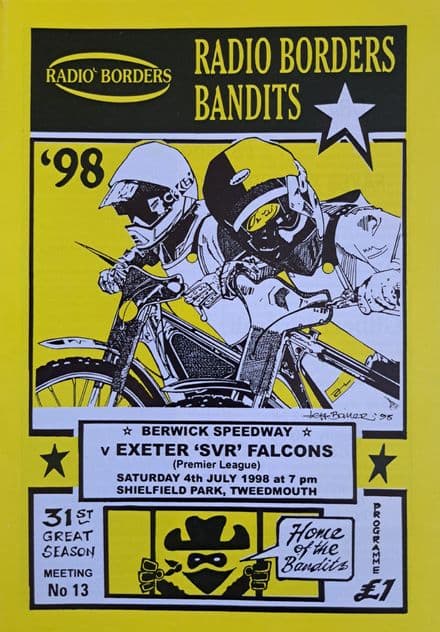 RADIO BORDERS
RADIO BORDERS
BANDITS
'98
☆ BERWICK SPEEDWAY ☆
v EXETER 'SVR' FALCONS
(Premier League)
SATURDAY 4th JULY 1998 at 7 pm
SHIELFIELD PARK, TWEEDMOUTH
31ST
GREAT
SEASON
MEETING
No 13
Home
of the
Bandits
PROGRAMME
£1